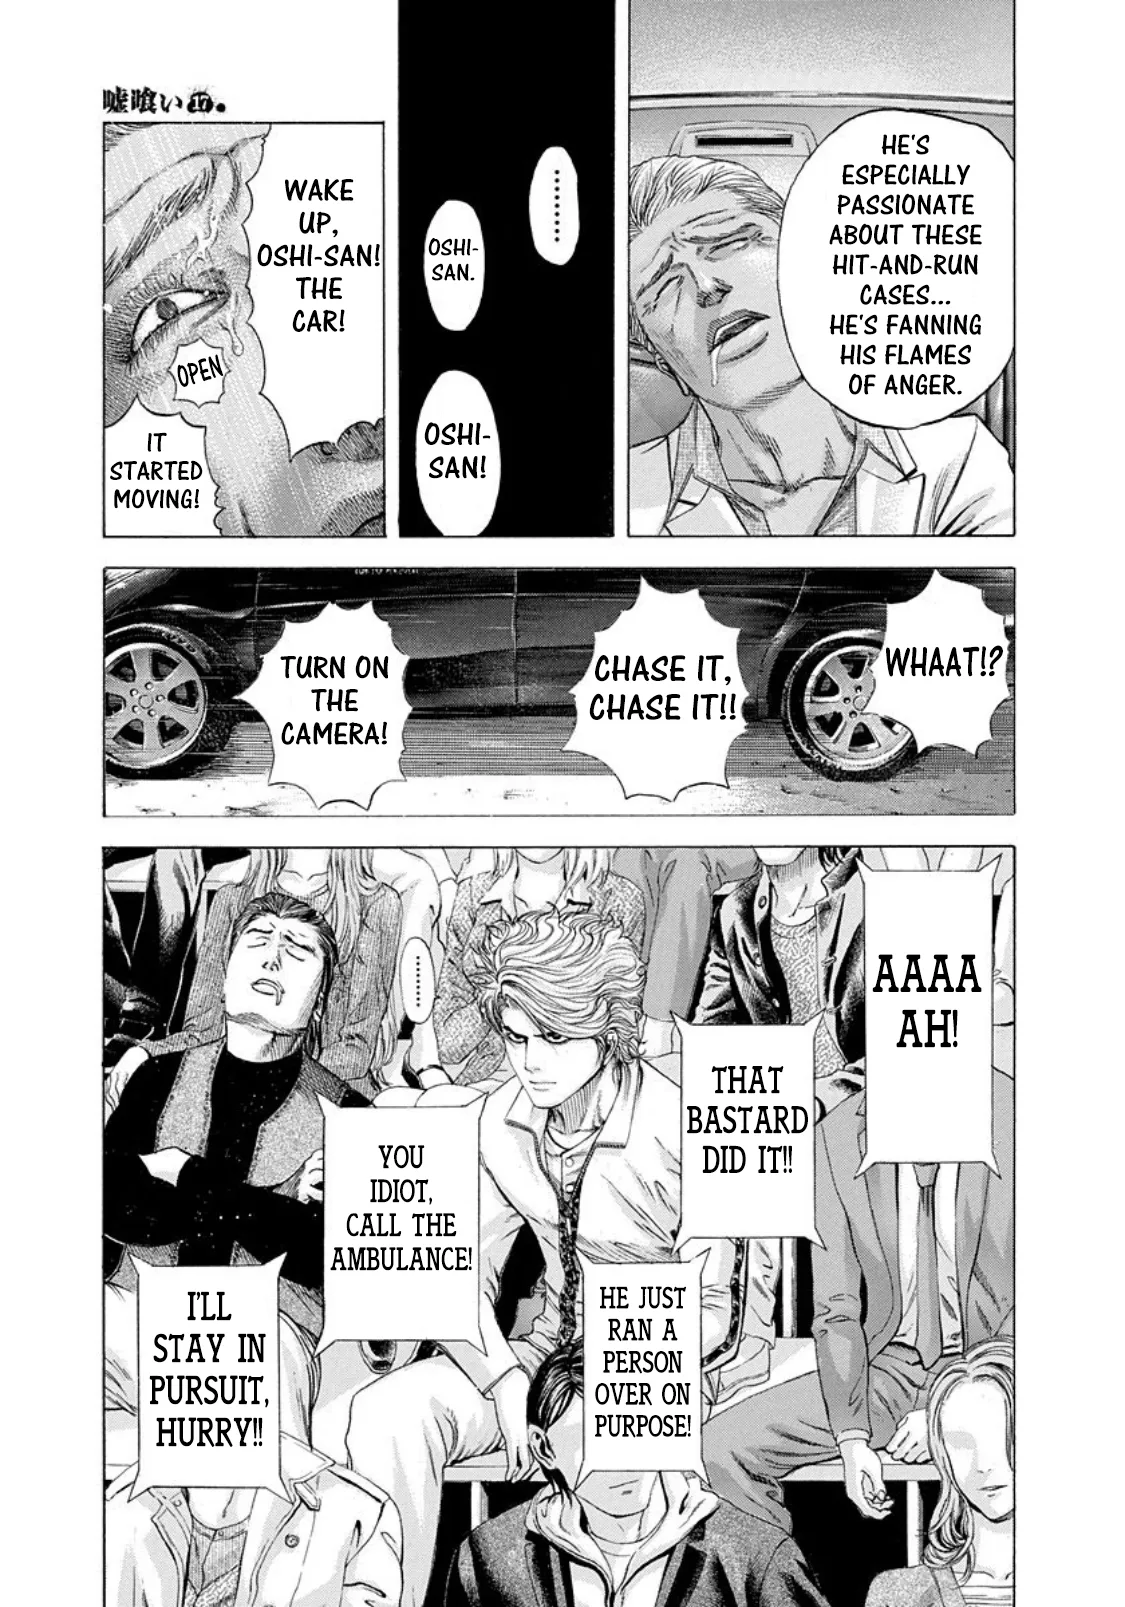 嘘喰い 17.
HE'S
ESPECIALLY
PASSIONATE
ABOUT THESE
HIT-AND-RUN
CASES...
HE'S FANNING
HIS FLAMES
OF ANGER.
.........
OSHI-
SAN.
OSHI-
SAN!
WAKE
UP,
OSHI-SAN!
THE
CAR!
OPEN
IT
STARTED
MOVING!
WHAAT!?
CHASE IT,
CHASE IT!!
TURN ON
THE
CAMERA!
AAAA
AH!
THAT
BASTARD
DID IT!!
.........
YOU
IDIOT,
CALL THE
AMBULANCE!
HE JUST
RAN A
PERSON
OVER ON
PURPOSE!
I'LL
STAY IN
PURSUIT,
HURRY!!